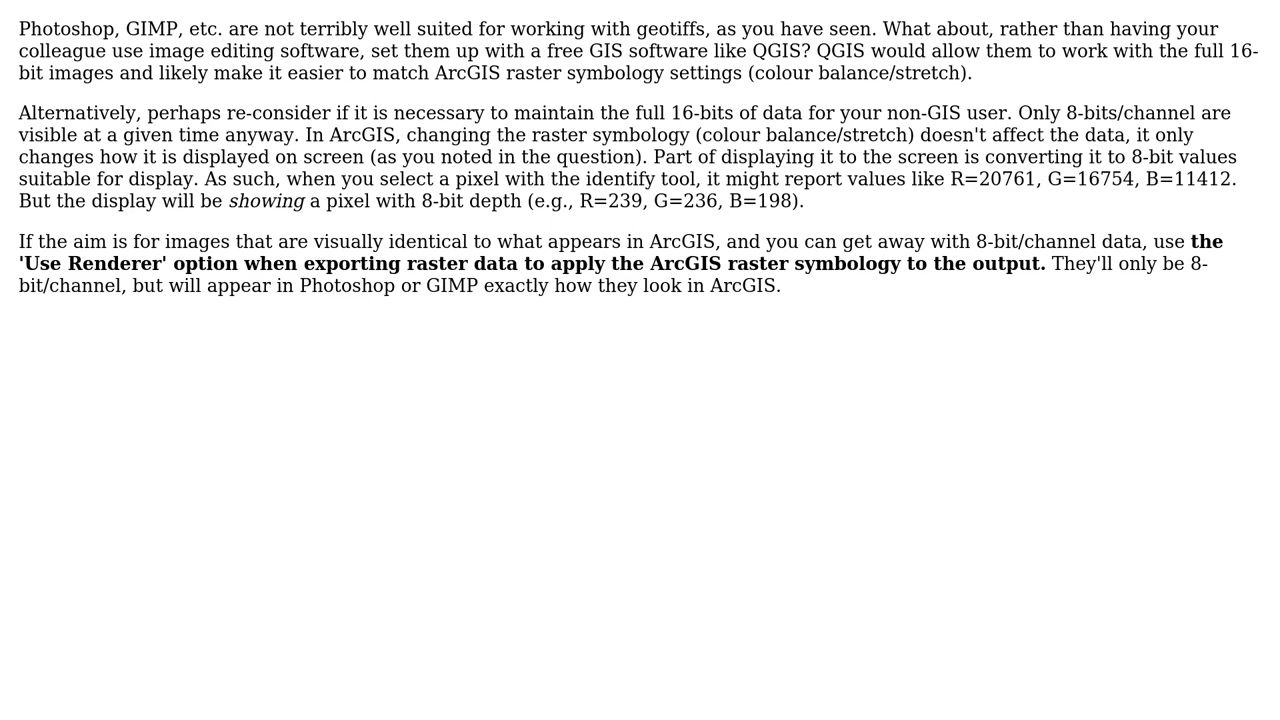 Photoshop, GIMP, etc. are not terribly well suited for working with geotiffs, as you have seen. What about, rather than having your
colleague use image editing software, set them up with a free GIS software like QGIS? QGIS would allow them to work with the full 16-
bit images and likely make it easier to match ArcGIS raster symbology settings (colour balance/stretch).
Alternatively, perhaps re-consider if it is necessary to maintain the full 16-bits of data for your non-GIS user. Only 8-bits/channel are
visible at a given time anyway. In ArcGIS, changing the raster symbology (colour balance/stretch) doesn't affect the data, it only
changes how it is displayed on screen (as you noted in the question). Part of displaying it to the screen is converting it to 8-bit values
suitable for display. As such, when you select a pixel with the identify tool, it might report values like R=20761, G=16754, B=11412.
But the display will be showing a pixel with 8-bit depth (e.g., R=239, G=236, B=198).
If the aim is for images that are visually identical to what appears in ArcGIS, and you can get away with 8-bit/channel data, use the
'Use Renderer' option when exporting raster data to apply the ArcGIS raster symbology to the output. They'll only be 8-
bit/channel, but will appear in Photoshop or GIMP exactly how they look in ArcGIS.